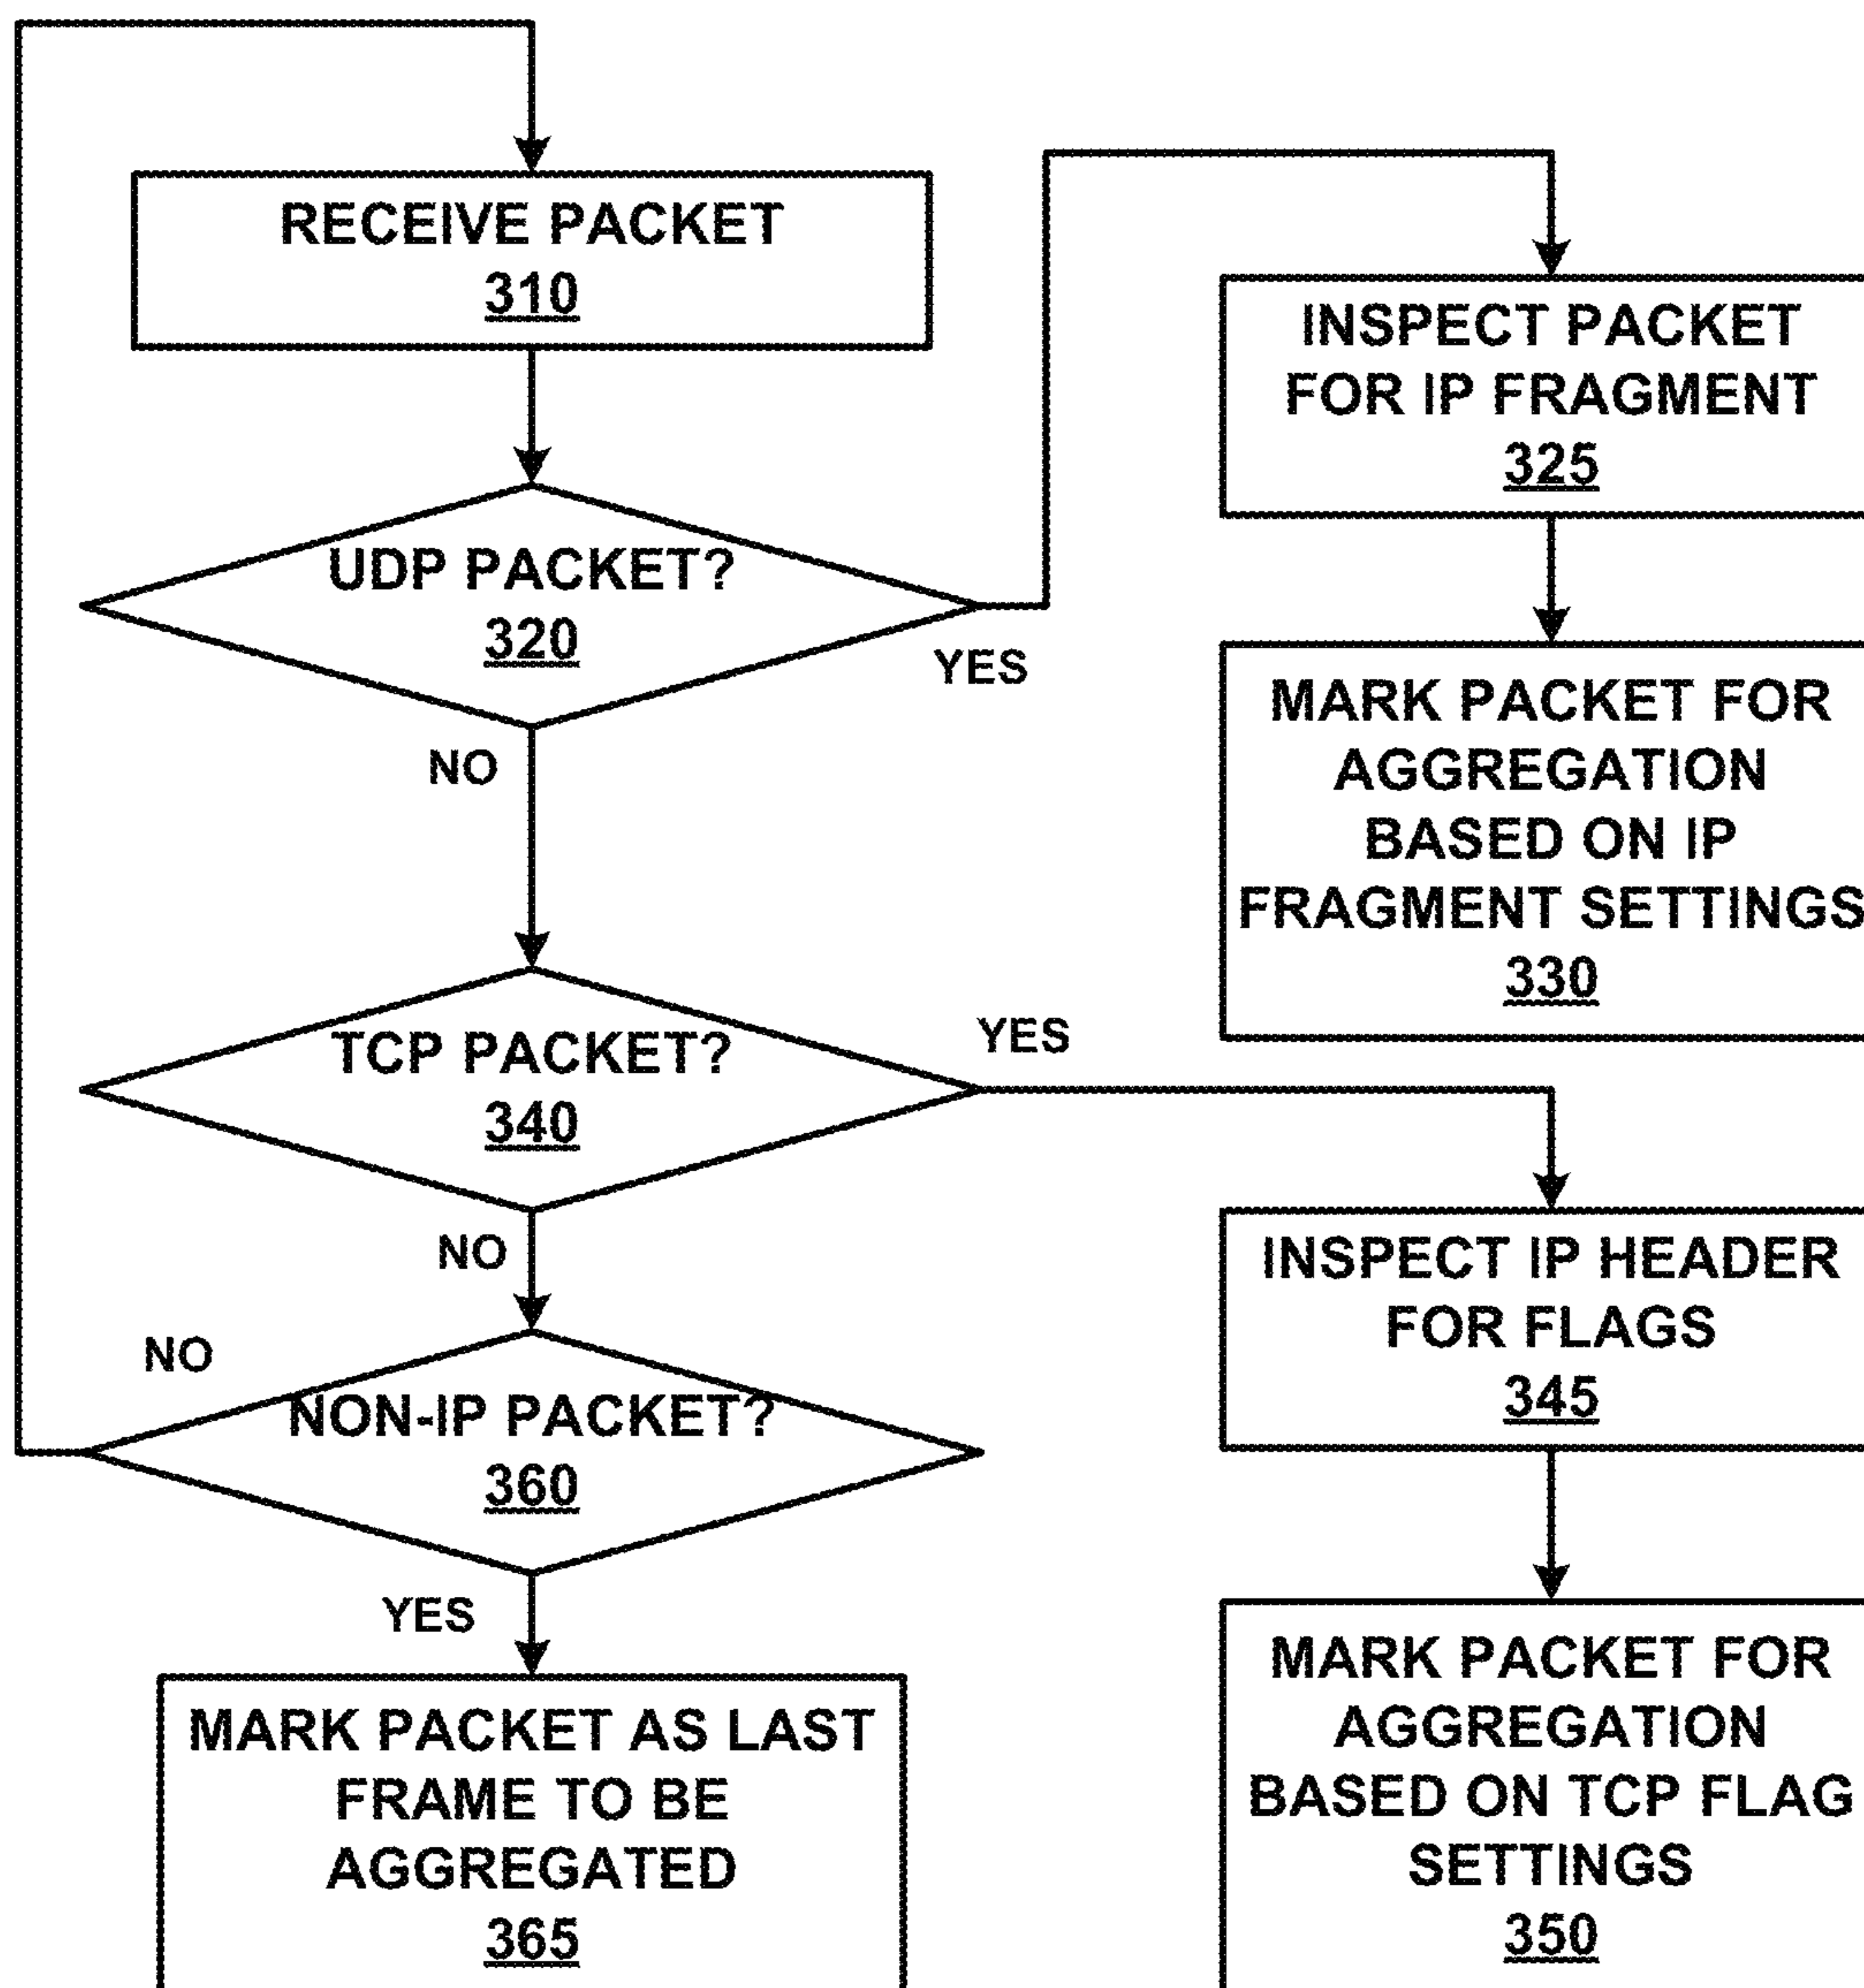 RECEIVE PACKET
310
UDP PACKET?
320
YES
NO
INSPECT PACKET
FOR IP FRAGMENT
325
MARK PACKET FOR
AGGREGATION
BASED ON IP
FRAGMENT SETTINGS
330
TCP PACKET?
340
YES
NO
INSPECT IP HEADER
FOR FLAGS
345
MARK PACKET FOR
AGGREGATION
BASED ON TCP FLAG
SETTINGS
350
NO
NON-IP PACKET?
360
YES
MARK PACKET AS LAST
FRAME TO BE
AGGREGATED
365